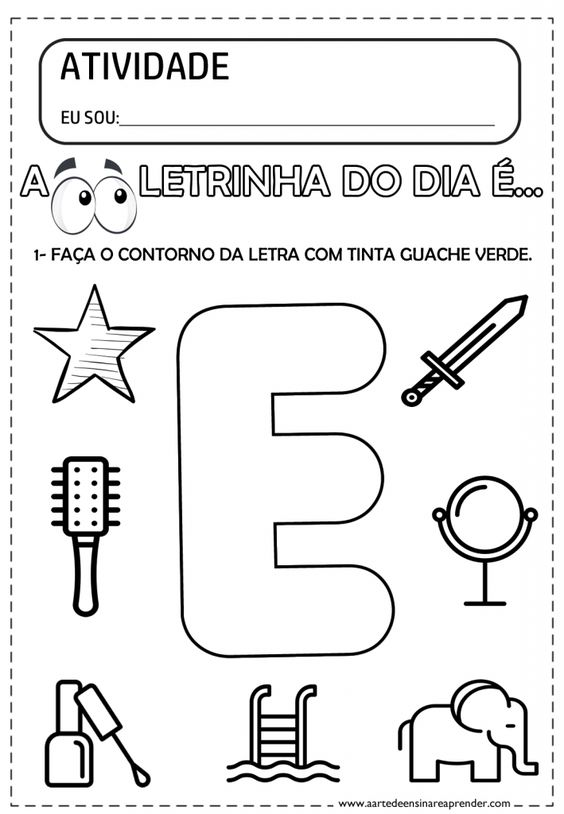 ATIVIDADE
EU SOU:
A LETRINHA DO DIA É...
1- FAÇA O CONTORNO DA LETRA COM TINTA GUACHE VERDE.
E
www.aartedeensinareaprender.com